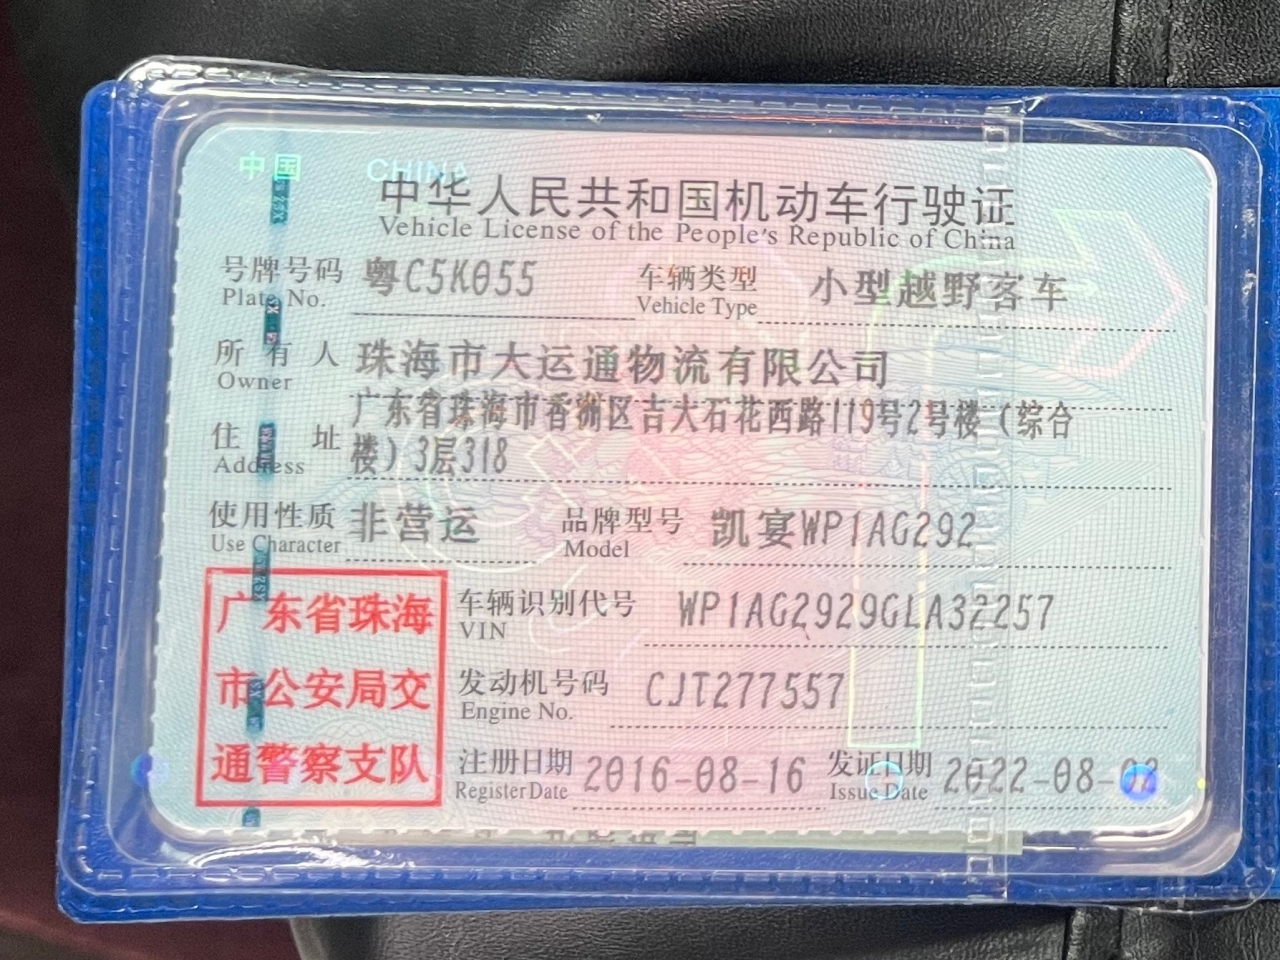 中国 CHINA
中华人民共和国机动车行驶证
Vehicle License of the People's Republic of China
号牌号码 粤C5K055 车辆类型 小型越野客车
Plate No. Vehicle Type
所有人 珠海市大运通物流有限公司
Owner
广东省珠海市香洲区吉大石花西路119号2号楼（综合
住址 楼）3层318
Address
使用性质 非营运 品牌型号 凯宴WP1AG292
Use Character Model
广东省珠海
市公安局交
通警察支队
车辆识别代号 WP1AG2929GLA32257
VIN
发动机号码 CJT277557
Engine No.
注册日期 2016-08-16 发证日期 2022-08-
Register Date Issue Date